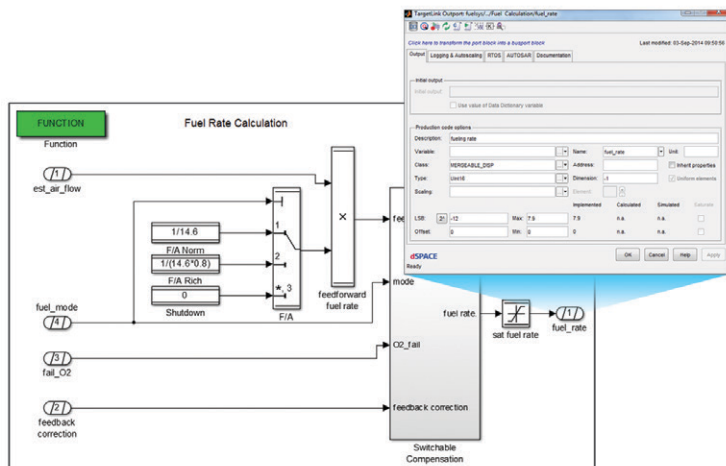 TargetLink Outport: fuelsys/.../Fuel Calculation/fuel_rate
Click here to transform the port block into a busport block
Last modified: 03-Sep-2014 09:50:56
Output Logging & Autoscaling RTOS AUTOSAR Documentation
Initial output
Initial output:
Use value of Data Dictionary variable
Production code options
Description: fueling rate
Variable: Name: fuel_rate Unit:
Class: MERGEABLE_DISP Address: Inherit properties
Type: Dimension: -1 Uniform elements
Scaling: Element:
Implemented Calculated Simulated Calculate
LSB: 2^ -12 Max: 7.9 7.9 n.a. n.a.
Offset: 0 Min: 0 0 n.a. n.a.
dSPACE OK Cancel Help Apply
Ready
FUNCTION
Function
Fuel Rate Calculation
1
est_air_flow
1/14.6
F/A Norm
1/(14.6*0.8)
F/A Rich
0
Shutdown
1
2
*, 3
F/A
×
feedforward
fuel rate
fuel_mode
4
3
fail_O2
2
feedback
correction
mode
O2_fail
feedback correction
fuel rate
Switchable
Compensation
sat fuel rate
1
fuel_rate